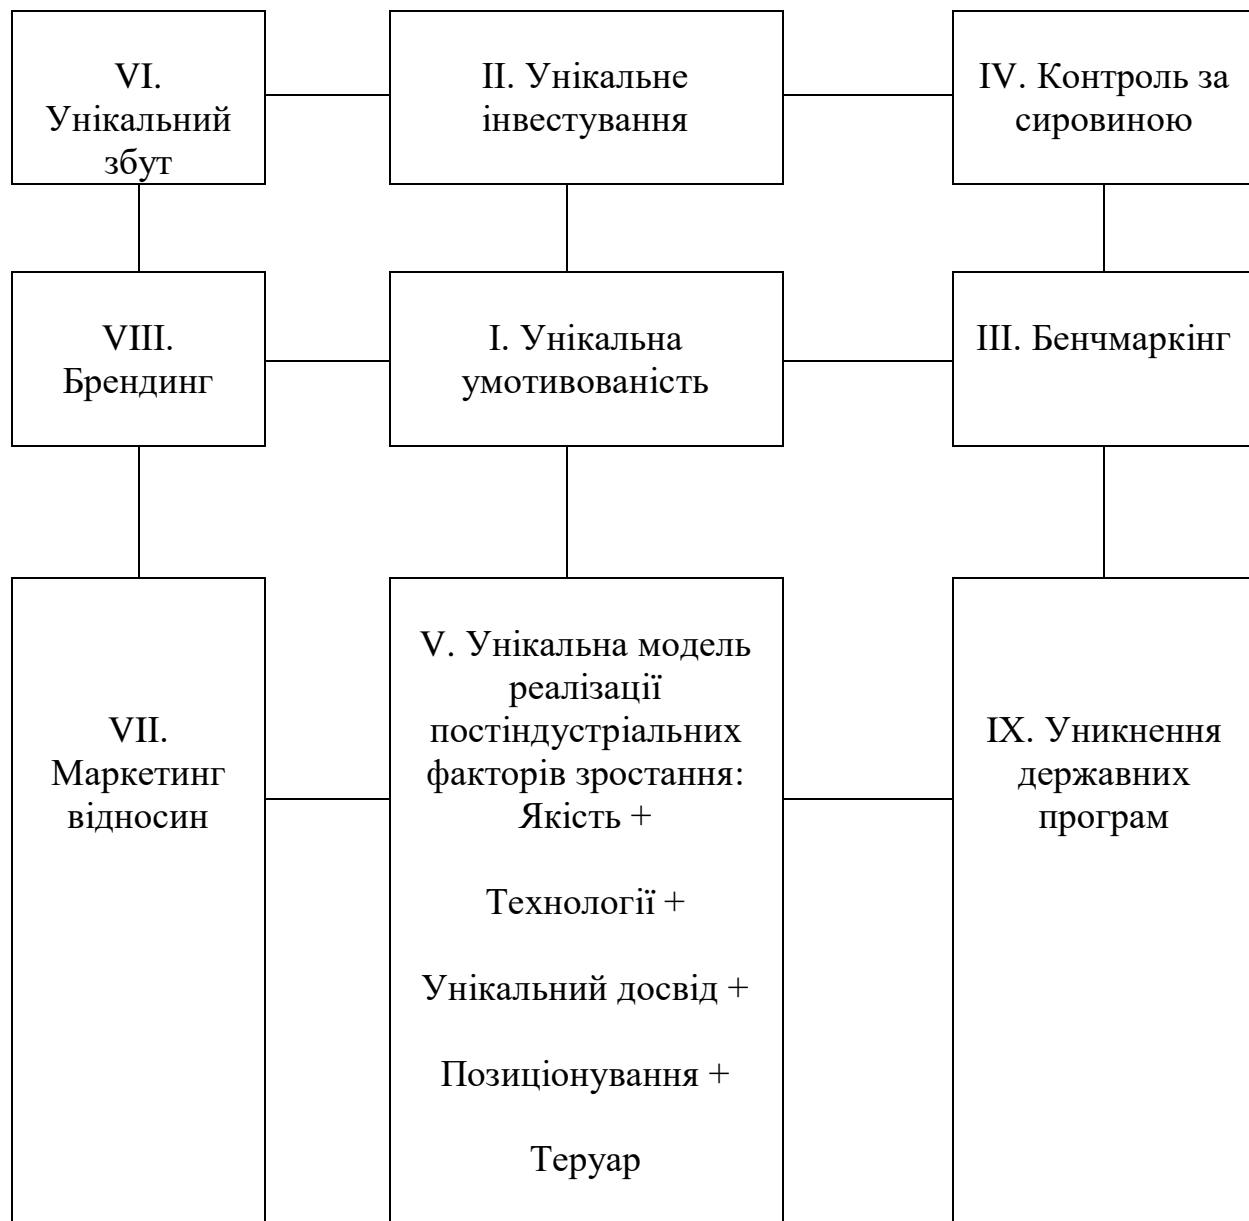 VI.
Унікальний
збут
II. Унікальне
інвестування
IV. Контроль за
сировиною
VIII.
Брендинг
I. Унікальна
умотивованість
III. Бенчмаркінг
VII.
Маркетинг
відносин
V. Унікальна модель
реалізації
постіндустріальних
факторів зростання:
Якість +
Технології +
Унікальний досвід +
Позиціонування +
Теруар
IX. Уникнення
державних
програм